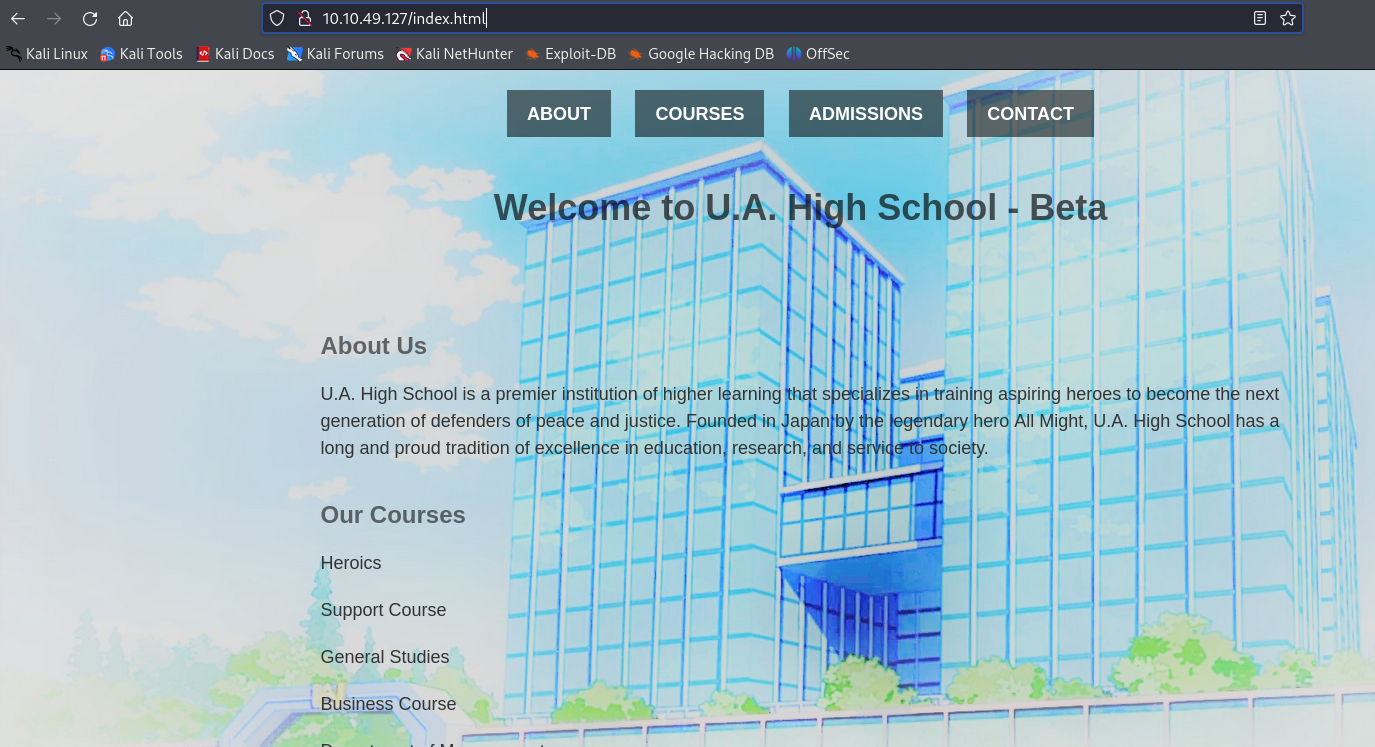 10.10.49.127/index.html
Kali Linux Kali Tools Kali Docs Kali Forums Kali NetHunter Exploit-DB Google Hacking DB OffSec
ABOUT COURSES ADMISSIONS CONTACT
Welcome to U.A. High School - Beta
About Us
U.A. High School is a premier institution of higher learning that specializes in training aspiring heroes to become the next
generation of defenders of peace and justice. Founded in Japan by the legendary hero All Might, U.A. High School has a
long and proud tradition of excellence in education, research, and service to society.
Our Courses
Heroics
Support Course
General Studies
Business Course